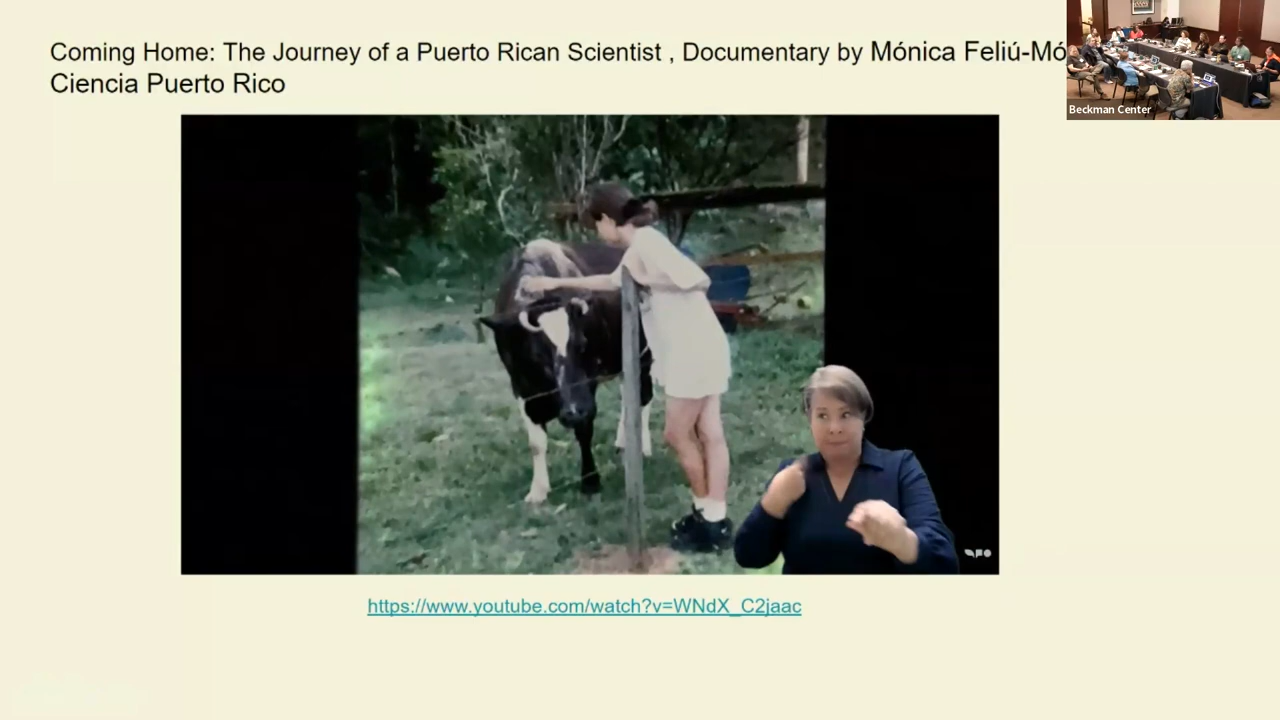 Coming Home: The Journey of a Puerto Rican Scientist , Documentary by Mónica Feliú-Mó
Ciencia Puerto Rico
Beckman Center
https://www.youtube.com/watch?v=WNdX_C2jaac